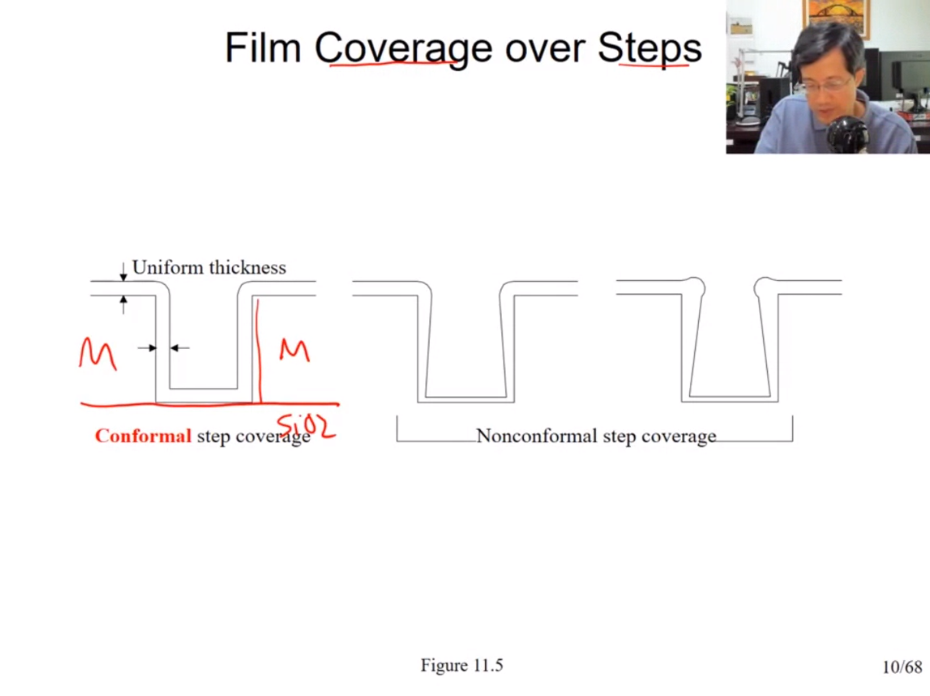 Film Coverage over Steps
Uniform thickness
M
M
SiO2
Conformal step coverage
Nonconformal step coverage
Figure 11.5
10/68